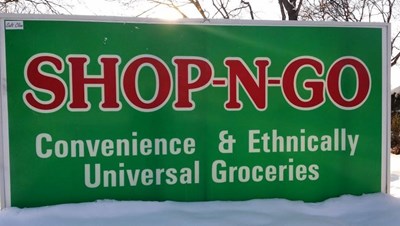 SHOP-N-GO
Convenience & Ethnically
Universal Groceries